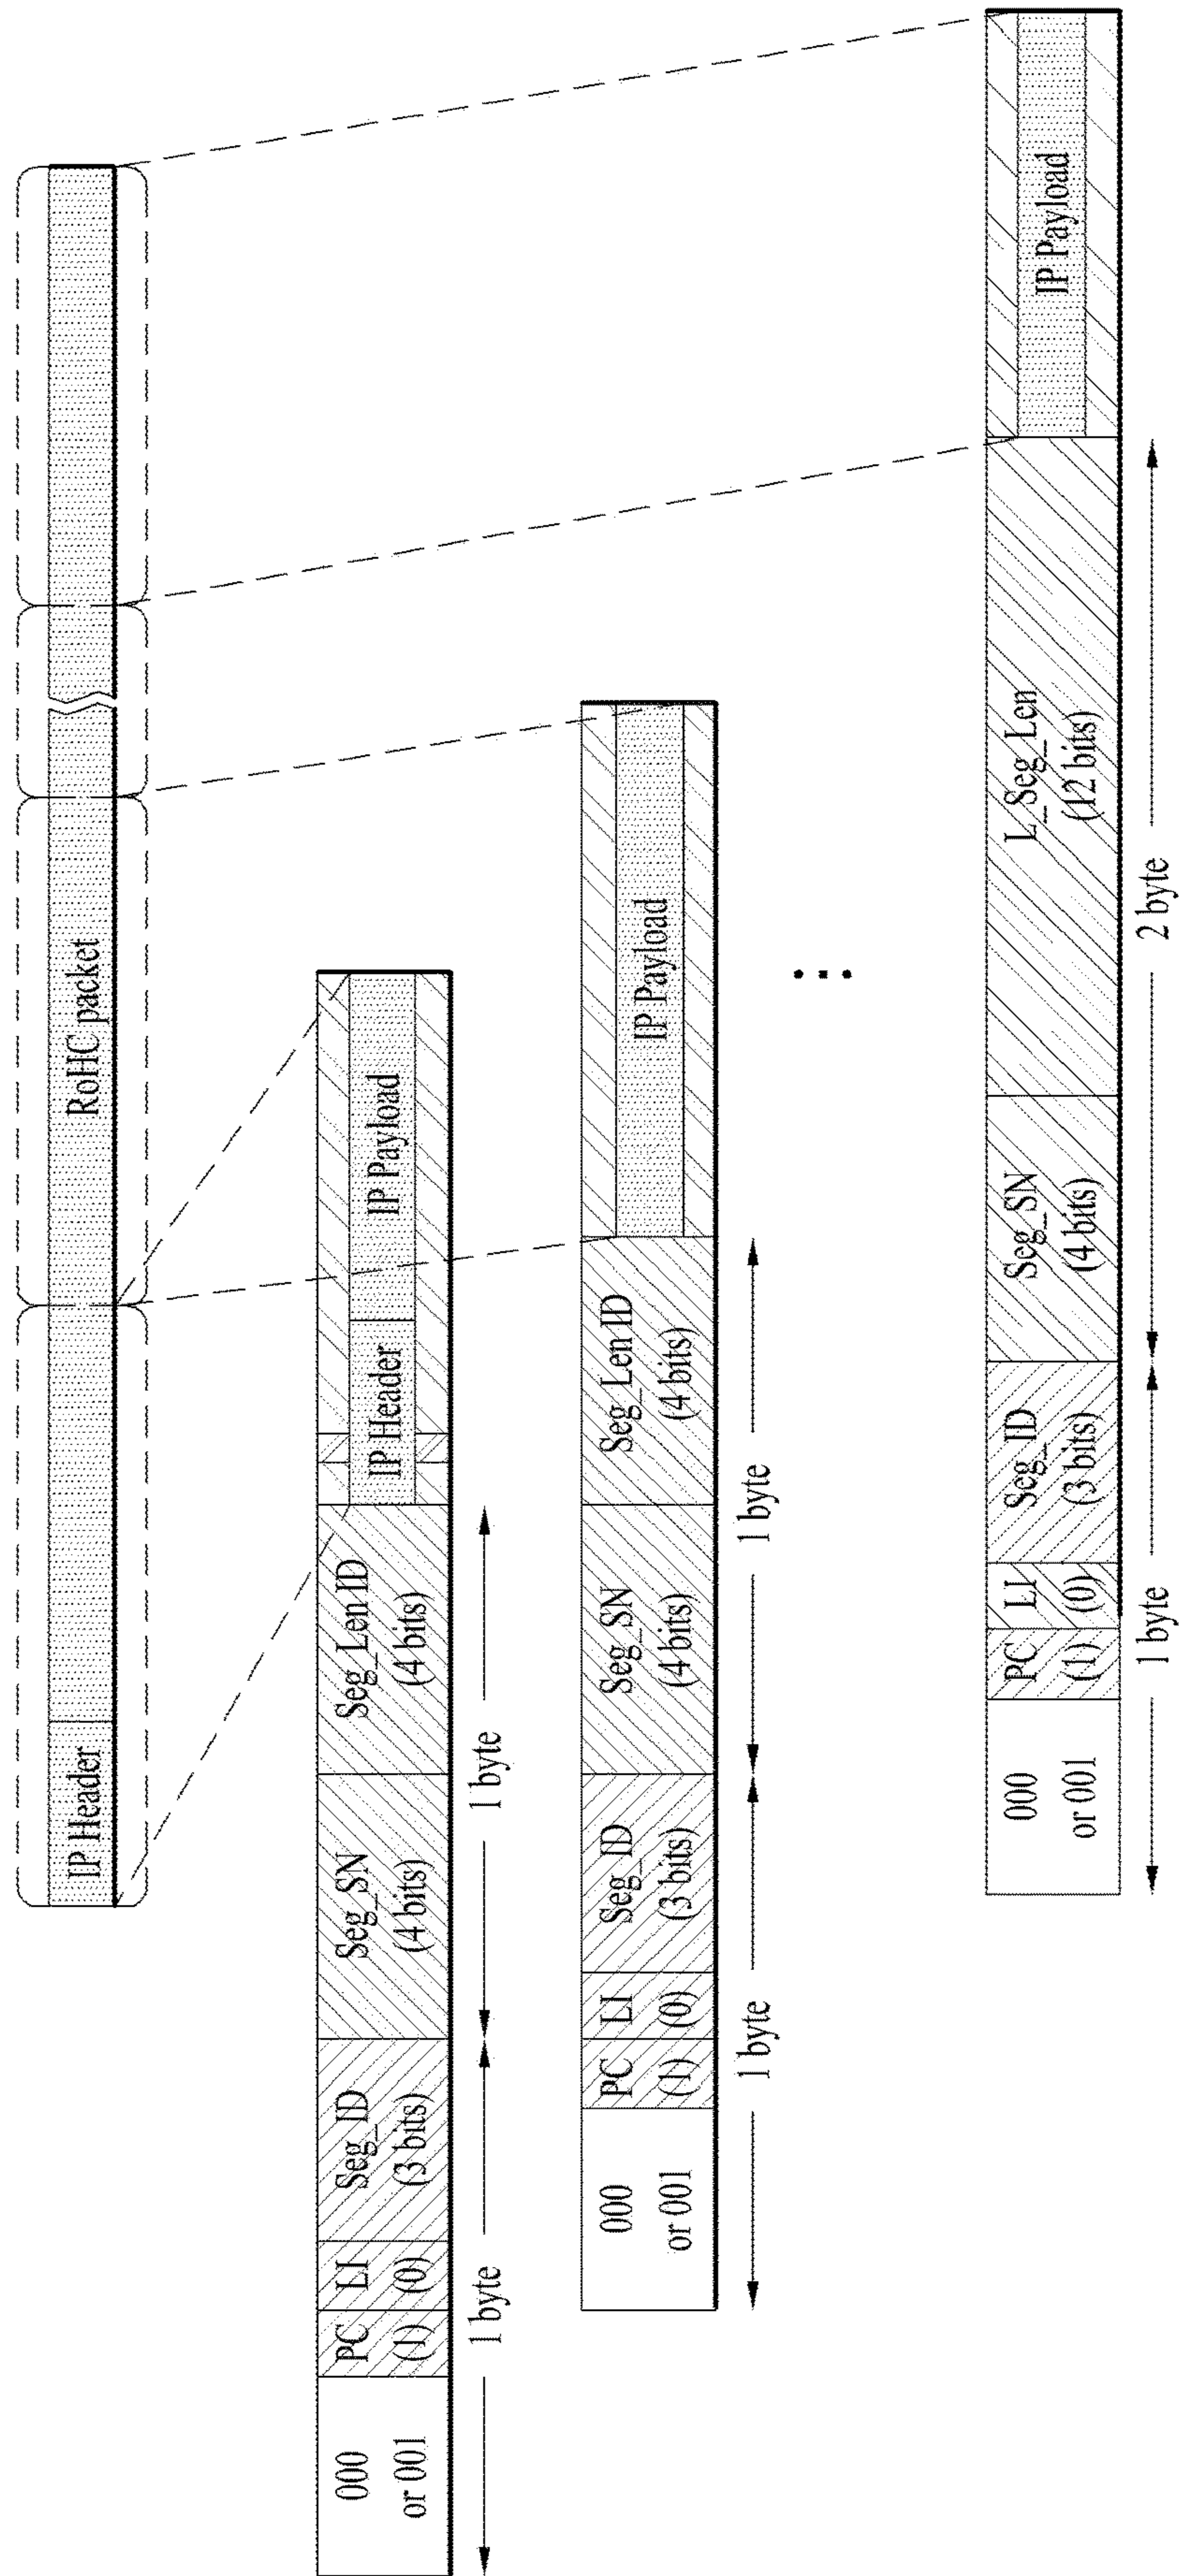 IP Header
RoHC packet
000
or 001
PC
(1)
LI
(0)
Seg_ID
(3 bits)
Seg_SN
(4 bits)
Seg_Len ID
(4 bits)
IP Header
IP Payload
1 byte
1 byte
000
or 001
PC
(1)
LI
(0)
Seg_ID
(3 bits)
Seg_SN
(4 bits)
Seg_Len ID
(4 bits)
IP Payload
1 byte
1 byte
000
or 001
PC
(1)
LI
(0)
Seg_ID
(3 bits)
Seg_SN
(4 bits)
L_Seg_Len
(12 bits)
IP Payload
1 byte
2 byte